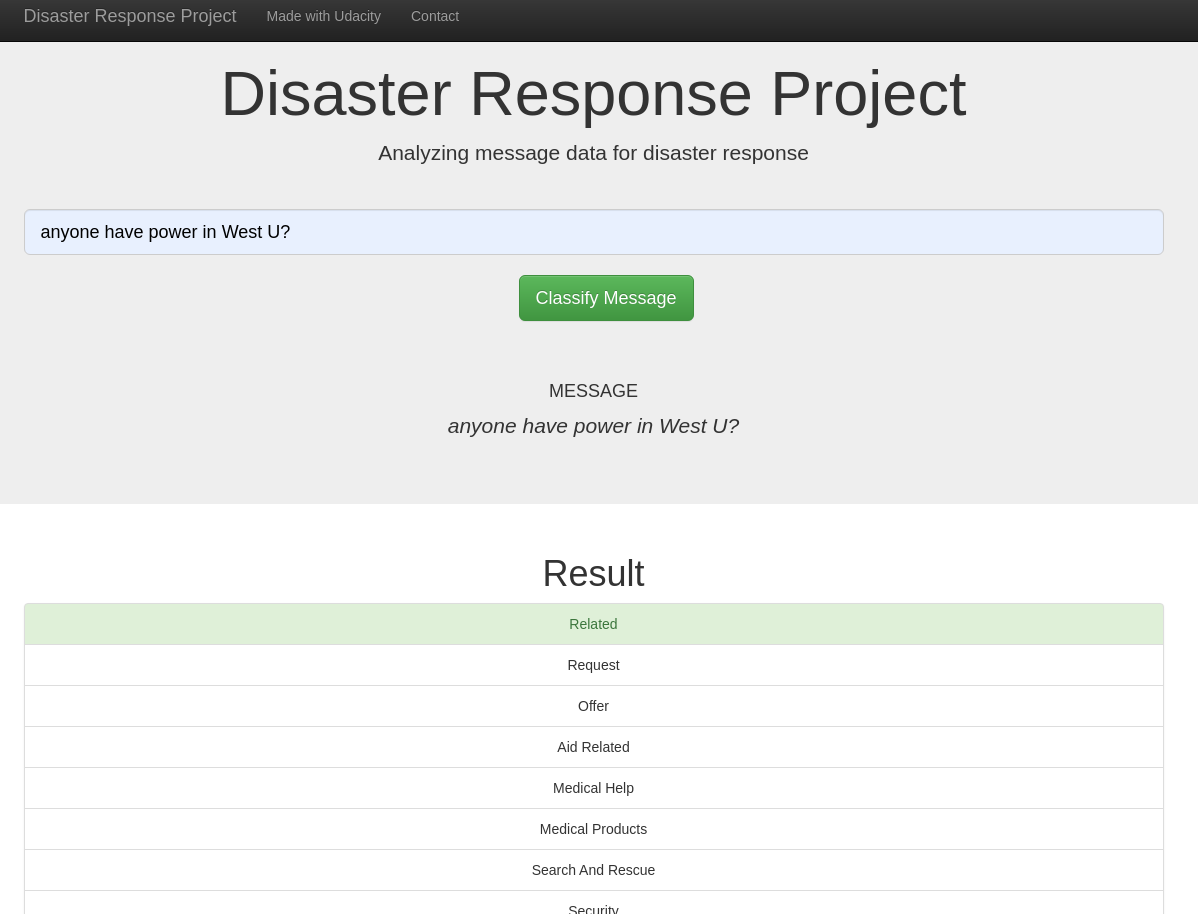 Disaster Response Project Made with Udacity Contact
Disaster Response Project
Analyzing message data for disaster response
anyone have power in West U?
Classify Message
MESSAGE
anyone have power in West U?
Result
Related
Request
Offer
Aid Related
Medical Help
Medical Products
Search And Rescue
Security